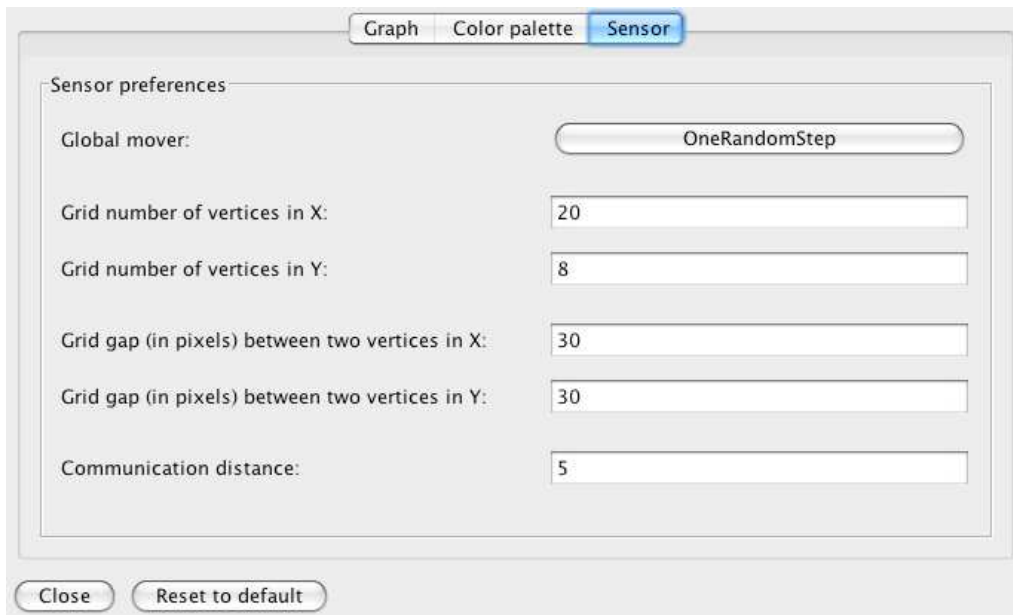 Graph Color palette Sensor
Sensor preferences
Global mover: OneRandomStep
Grid number of vertices in X: 20
Grid number of vertices in Y: 8
Grid gap (in pixels) between two vertices in X: 30
Grid gap (in pixels) between two vertices in Y: 30
Communication distance: 5
Close Reset to default